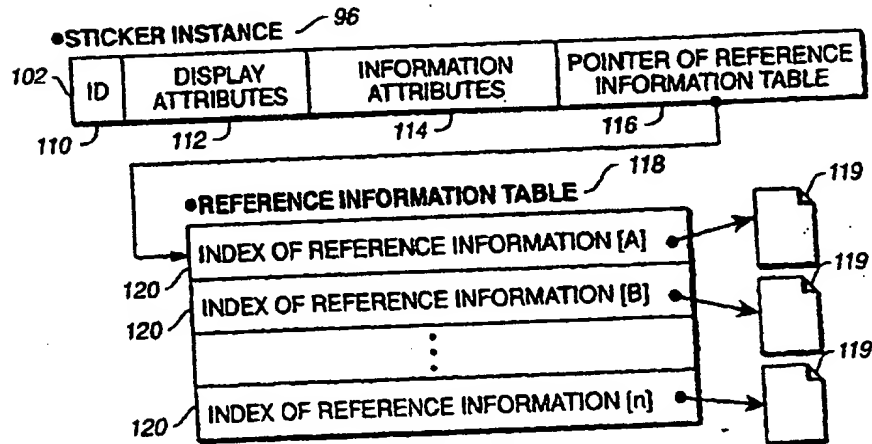 ●STICKER INSTANCE 96
102 ID DISPLAY ATTRIBUTES INFORMATION ATTRIBUTES POINTER OF REFERENCE INFORMATION TABLE
110 112 114 116
●REFERENCE INFORMATION TABLE 118
119
INDEX OF REFERENCE INFORMATION [A]
120
119
INDEX OF REFERENCE INFORMATION [B]
120
119
INDEX OF REFERENCE INFORMATION [n]
120